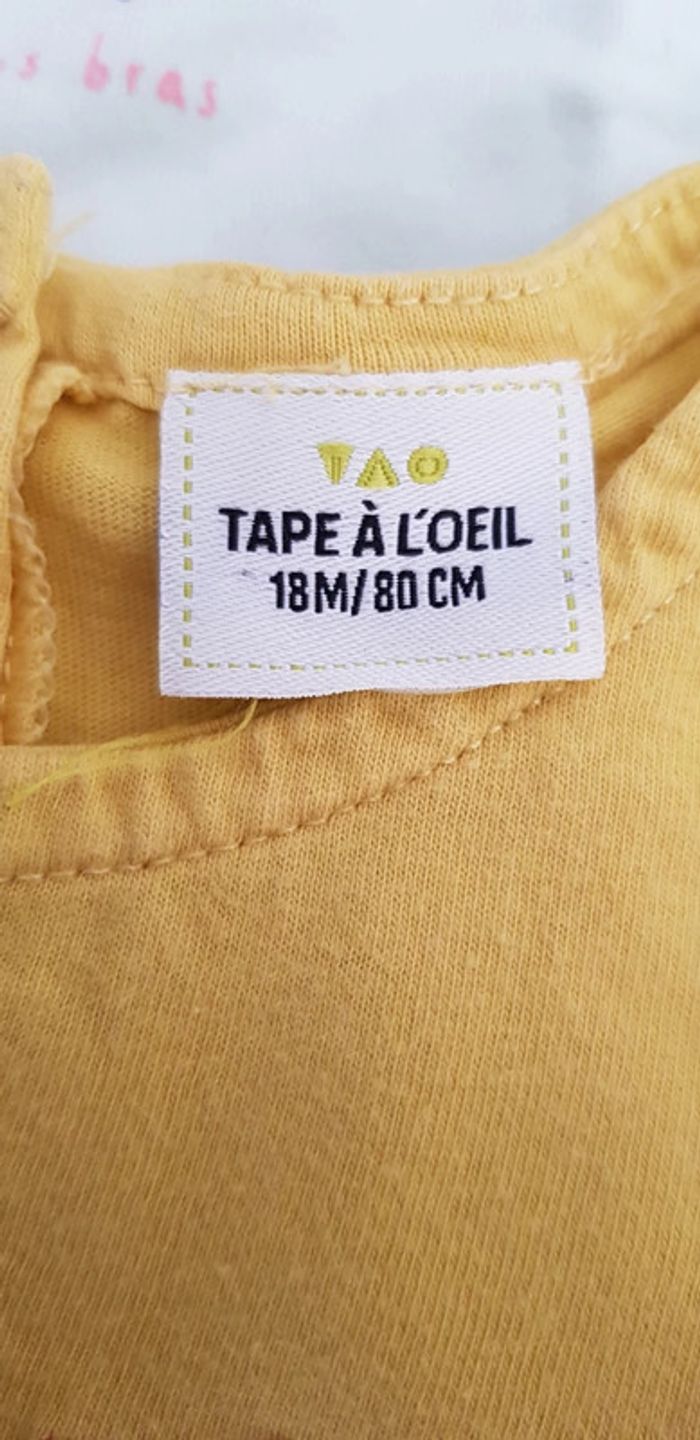 bras
TAO
TAPE À L'OEIL
18M/80 CM